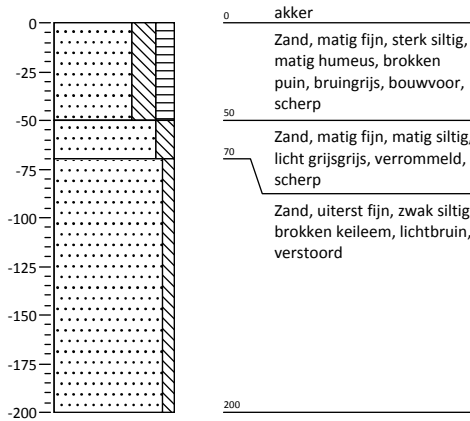 0
-25
-50
-75
-100
-125
-150
-175
-200
0
akker
Zand, matig fijn, sterk siltig,
matig humeus, brokken
puin, bruingrijs, bouwvoor,
scherp
50
Zand, matig fijn, matig siltig,
licht grijsgrijs, verrommeld,
scherp
70
Zand, uiterst fijn, zwak siltig
brokken keileem, lichtbruin,
verstoord
200